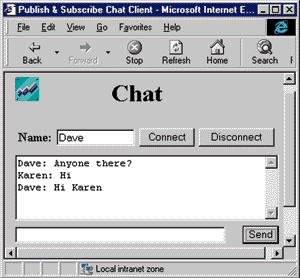 Publish & Subscribe Chat Client - Microsoft Internet E...
File Edit View Go Favorites Help
Back Forward Stop Refresh Home Search
Chat
Name: Dave Connect Disconnect
Dave: Anyone there?
Karen: Hi
Dave: Hi Karen
Send
Local intranet zone